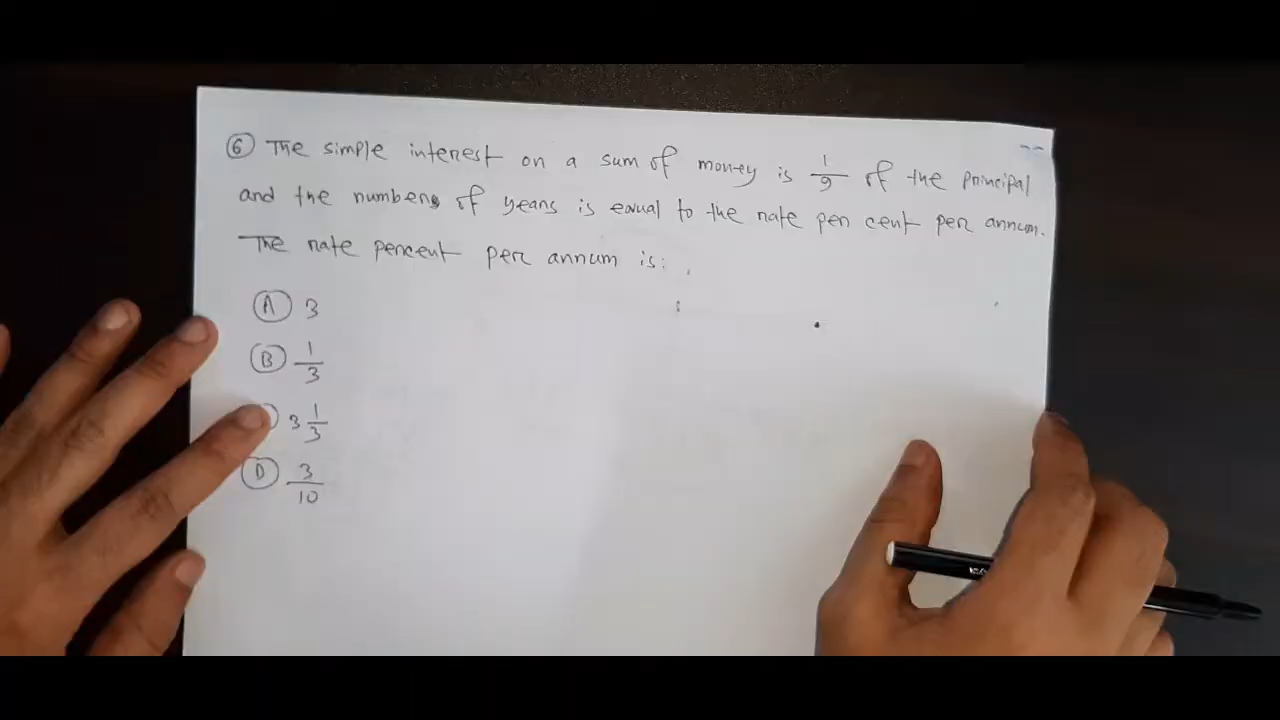 6 The simple interest on a sum of money is 1/9 of the principal
and the numbers of years is equal to the rate per cent per annum.
The rate percent per annum is:
A 3
B 1/3
3 1/3
D 3/10